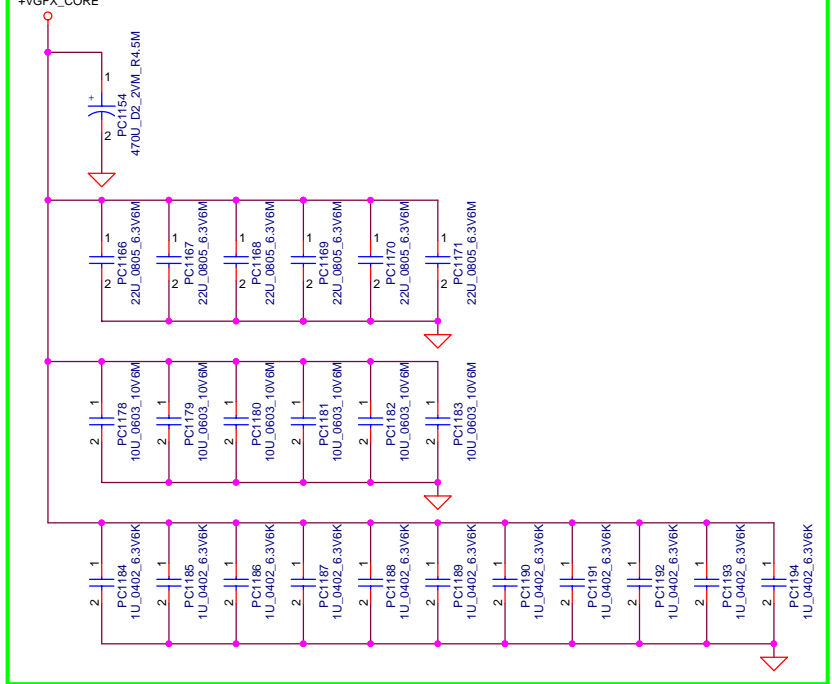 +VGFX_CORE
1
+
2
PC1154
470U_D2_2VM_R4.5M
1
2
PC1166
22U_0805_6.3V6M
1
2
PC1167
22U_0805_6.3V6M
1
2
PC1168
22U_0805_6.3V6M
1
2
PC1169
22U_0805_6.3V6M
1
2
PC1170
22U_0805_6.3V6M
1
2
PC1171
22U_0805_6.3V6M
1
2
PC1178
10U_0603_10V6M
1
2
PC1179
10U_0603_10V6M
1
2
PC1180
10U_0603_10V6M
1
2
PC1181
10U_0603_10V6M
1
2
PC1182
10U_0603_10V6M
1
2
PC1183
10U_0603_10V6M
1
2
PC1184
1U_0402_6.3V6K
1
2
PC1185
1U_0402_6.3V6K
1
2
PC1186
1U_0402_6.3V6K
1
2
PC1187
1U_0402_6.3V6K
1
2
PC1188
1U_0402_6.3V6K
1
2
PC1189
1U_0402_6.3V6K
1
2
PC1190
1U_0402_6.3V6K
1
2
PC1191
1U_0402_6.3V6K
1
2
PC1192
1U_0402_6.3V6K
1
2
PC1193
1U_0402_6.3V6K
1
2
PC1194
1U_0402_6.3V6K